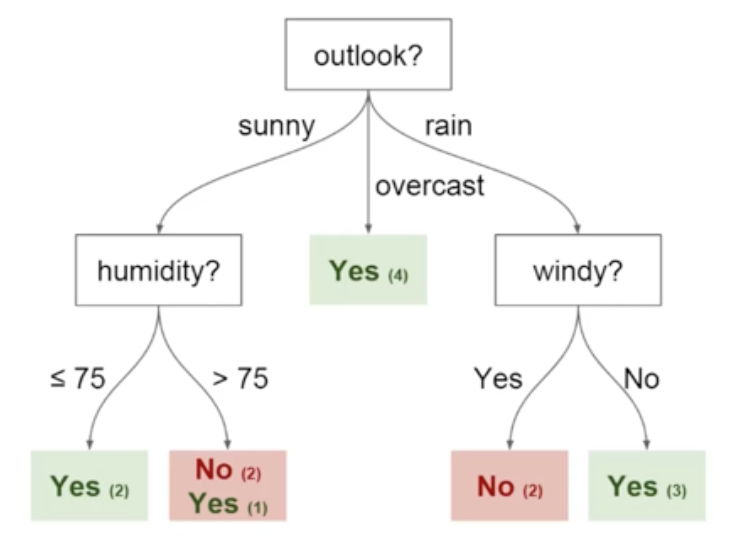 outlook?
sunny
rain
overcast
humidity?
Yes (4)
windy?
≤ 75
> 75
Yes
No
Yes (2)
No (2)
Yes (1)
No (2)
Yes (3)